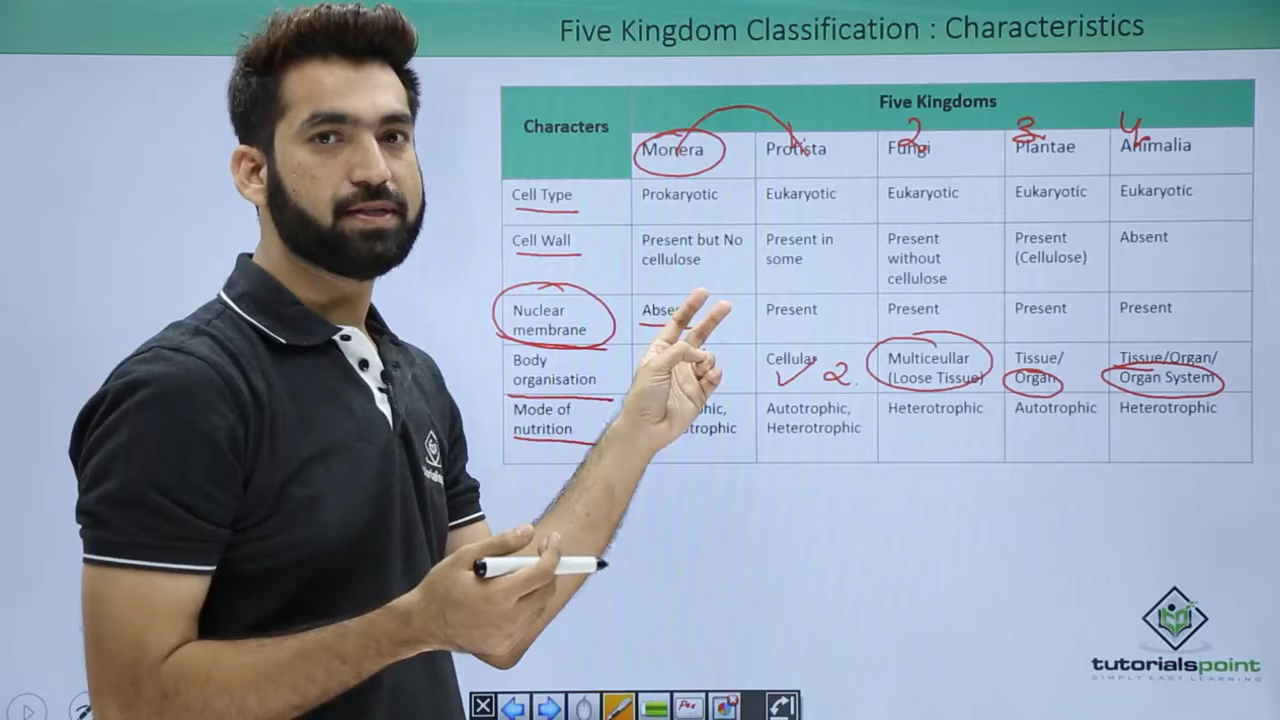 Five Kingdom Classification : Characteristics
Characters
Five Kingdoms
2 3 4
Monera Protista Fungi Plantae Animalia
Cell Type Prokaryotic Eukaryotic Eukaryotic Eukaryotic Eukaryotic
Cell Wall Present but No Present in Present Present Absent
cellulose some without (Cellulose)
cellulose
Nuclear Present Present Present Present
membrane
Body Cellular Multiceullar Tissue/ Tissue/Organ/
organisation 2. (Loose Tissue) Organ Organ System
Mode of Autotrophic, Heterotrophic Autotrophic Heterotrophic
nutrition Heterotrophic
tutorialspoint
SIMPLY EASY LEARNING